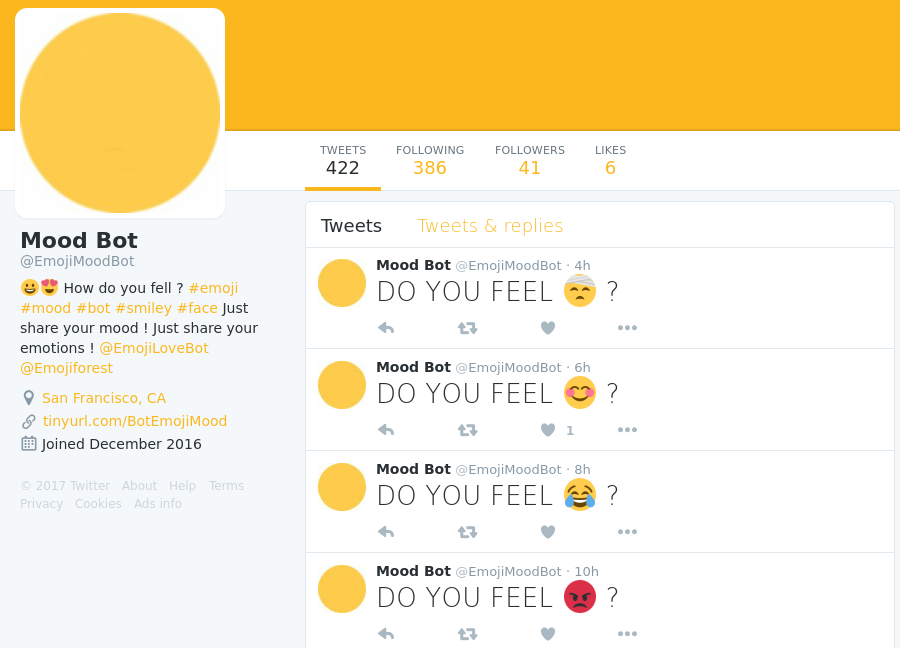 TWEETS FOLLOWING FOLLOWERS LIKES
422 386 41 6
Mood Bot
@EmojiMoodBot
😀😍 How do you fell ? #emoji
#mood #bot #smiley #face Just
share your mood ! Just share your
emotions ! @EmojiLoveBot
@Emojiforest
San Francisco, CA
tinyurl.com/BotEmojiMood
Joined December 2016
© 2017 Twitter About Help Terms
Privacy Cookies Ads info
Tweets Tweets & replies
Mood Bot @EmojiMoodBot · 4h
DO YOU FEEL 🤕 ?
Mood Bot @EmojiMoodBot · 6h
DO YOU FEEL 😊 ?
1
Mood Bot @EmojiMoodBot · 8h
DO YOU FEEL 😂 ?
Mood Bot @EmojiMoodBot · 10h
DO YOU FEEL 😡 ?